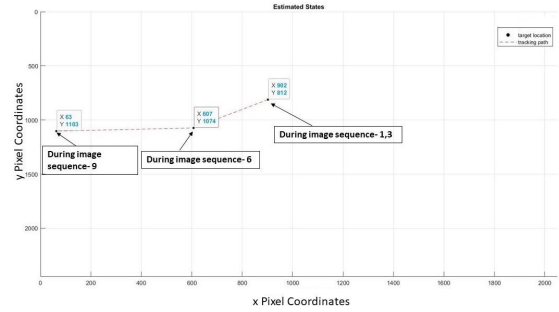 Estimated States
target location
tracking path
0
500
1000
1500
2000
y Pixel Coordinates
X 902
Y 812
X 607
Y 1074
X 63
Y 1103
During image sequence- 1,3
During image sequence- 6
During image
sequence- 9
0 200 400 600 800 1000 1200 1400 1600 1800 2000
x Pixel Coordinates